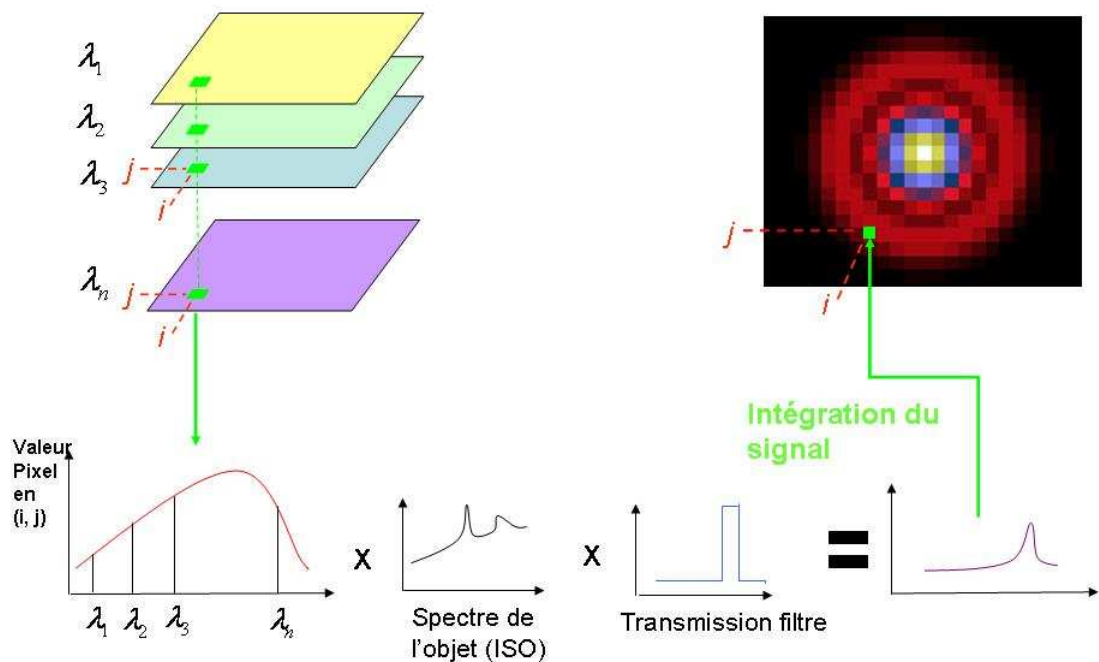 λ₁
λ₂
λ₃
j
i
λₙ
j
i
j
i
Intégration du
signal
Valeur
Pixel
en
(i, j)
λ₁ λ₂ λ₃ λₙ
X
Spectre de
l'objet (ISO)
X
Transmission filtre
=